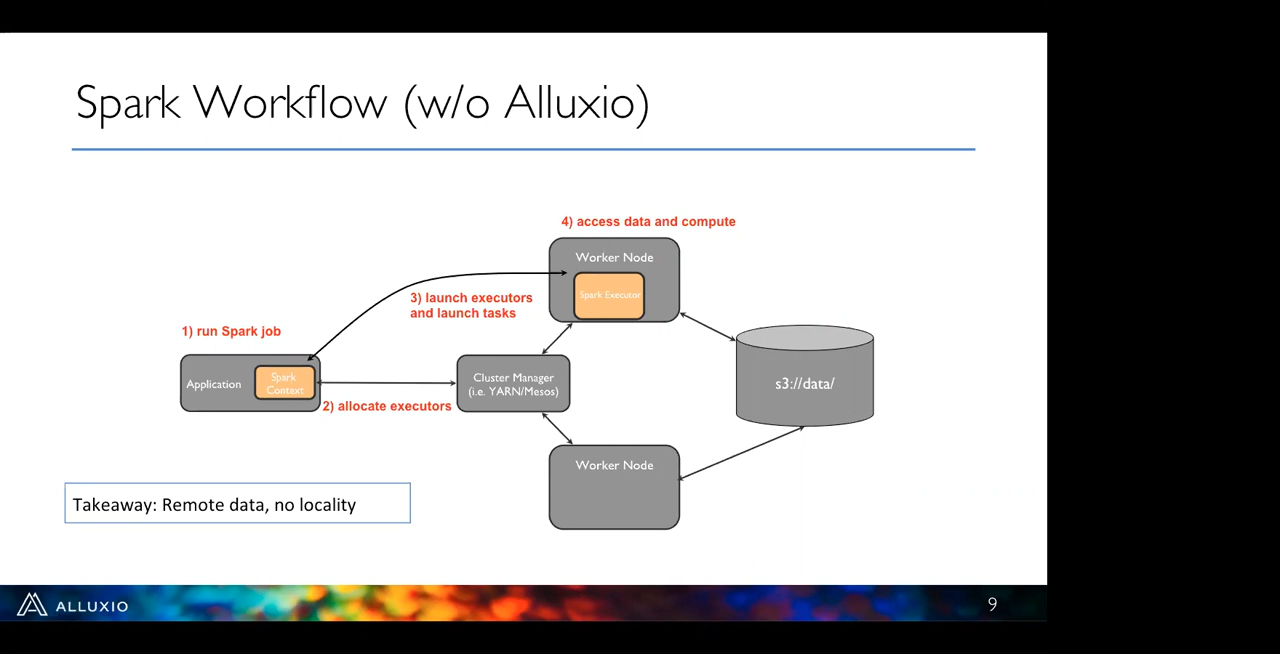 Spark Workflow (w/o Alluxio)
4) access data and compute
Worker Node
Spark Executor
3) launch executors
and launch tasks
1) run Spark job
Application
Spark
Context
2) allocate executors
Cluster Manager
(i.e. YARN/Mesos)
s3://data/
Worker Node
Takeaway: Remote data, no locality
ALLUXIO
9